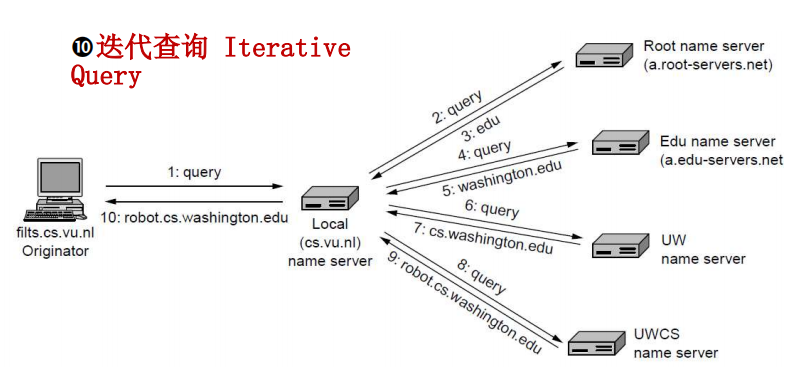 ❿迭代查询 Iterative
Query
Root name server
(a.root-servers.net)
2: query
3: edu
4: query
Edu name server
(a.edu-servers.net
1: query
5: washington.edu
6: query
10: robot.cs.washington.edu
7: cs.washington.edu
filts.cs.vu.nl
Originator
Local
(cs.vu.nl)
name server
UW
name server
8: query
9: robot.cs.washington.edu
UWCS
name server